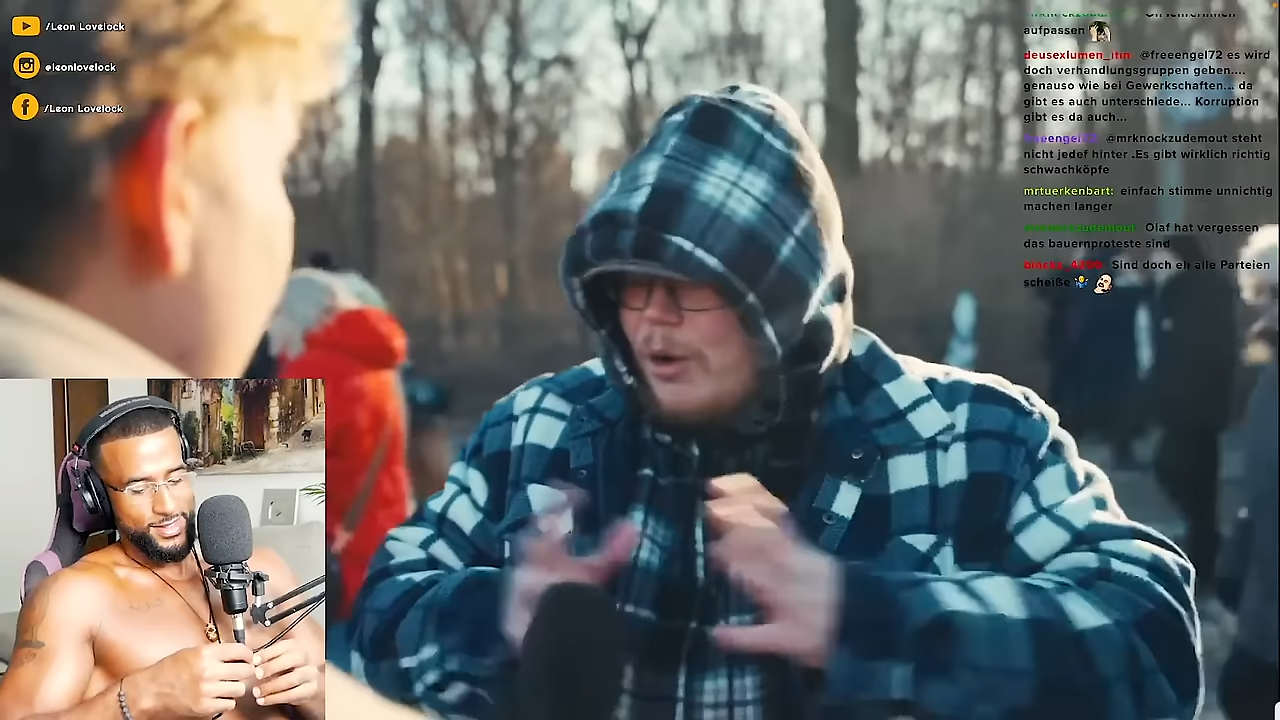 /Leon Lovelock
@leonlovelock
/Leon Lovelock
aufpassen
deusexlumen_ihn @freeengel72 es wird
doch verhandlungsgruppen geben....
genauso wie bei Gewerkschaften... da
gibt es auch unterschiede... Korruption
gibt es da auch...
@mrknockzudemout steht
nicht jedef hinter .Es gibt wirklich richtig
schwachköpfe
mrtuerkenbart: einfach stimme unnichtig
machen langer
Olaf hat vergessen
das bauernproteste sind
Sind doch eh alle Parteien
scheiße